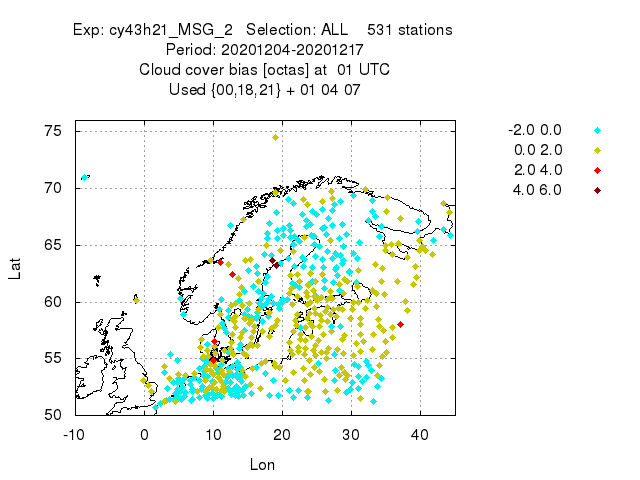 Exp: cy43h21_MSG_2   Selection: ALL    531 stations
Period: 20201204-20201217
Cloud cover bias [octas] at  01 UTC
Used {00,18,21} + 01 04 07
-2.0 0.0
0.0 2.0
2.0 4.0
4.0 6.0
75
70
65
60
55
50
Lat
-10 0 10 20 30 40
Lon